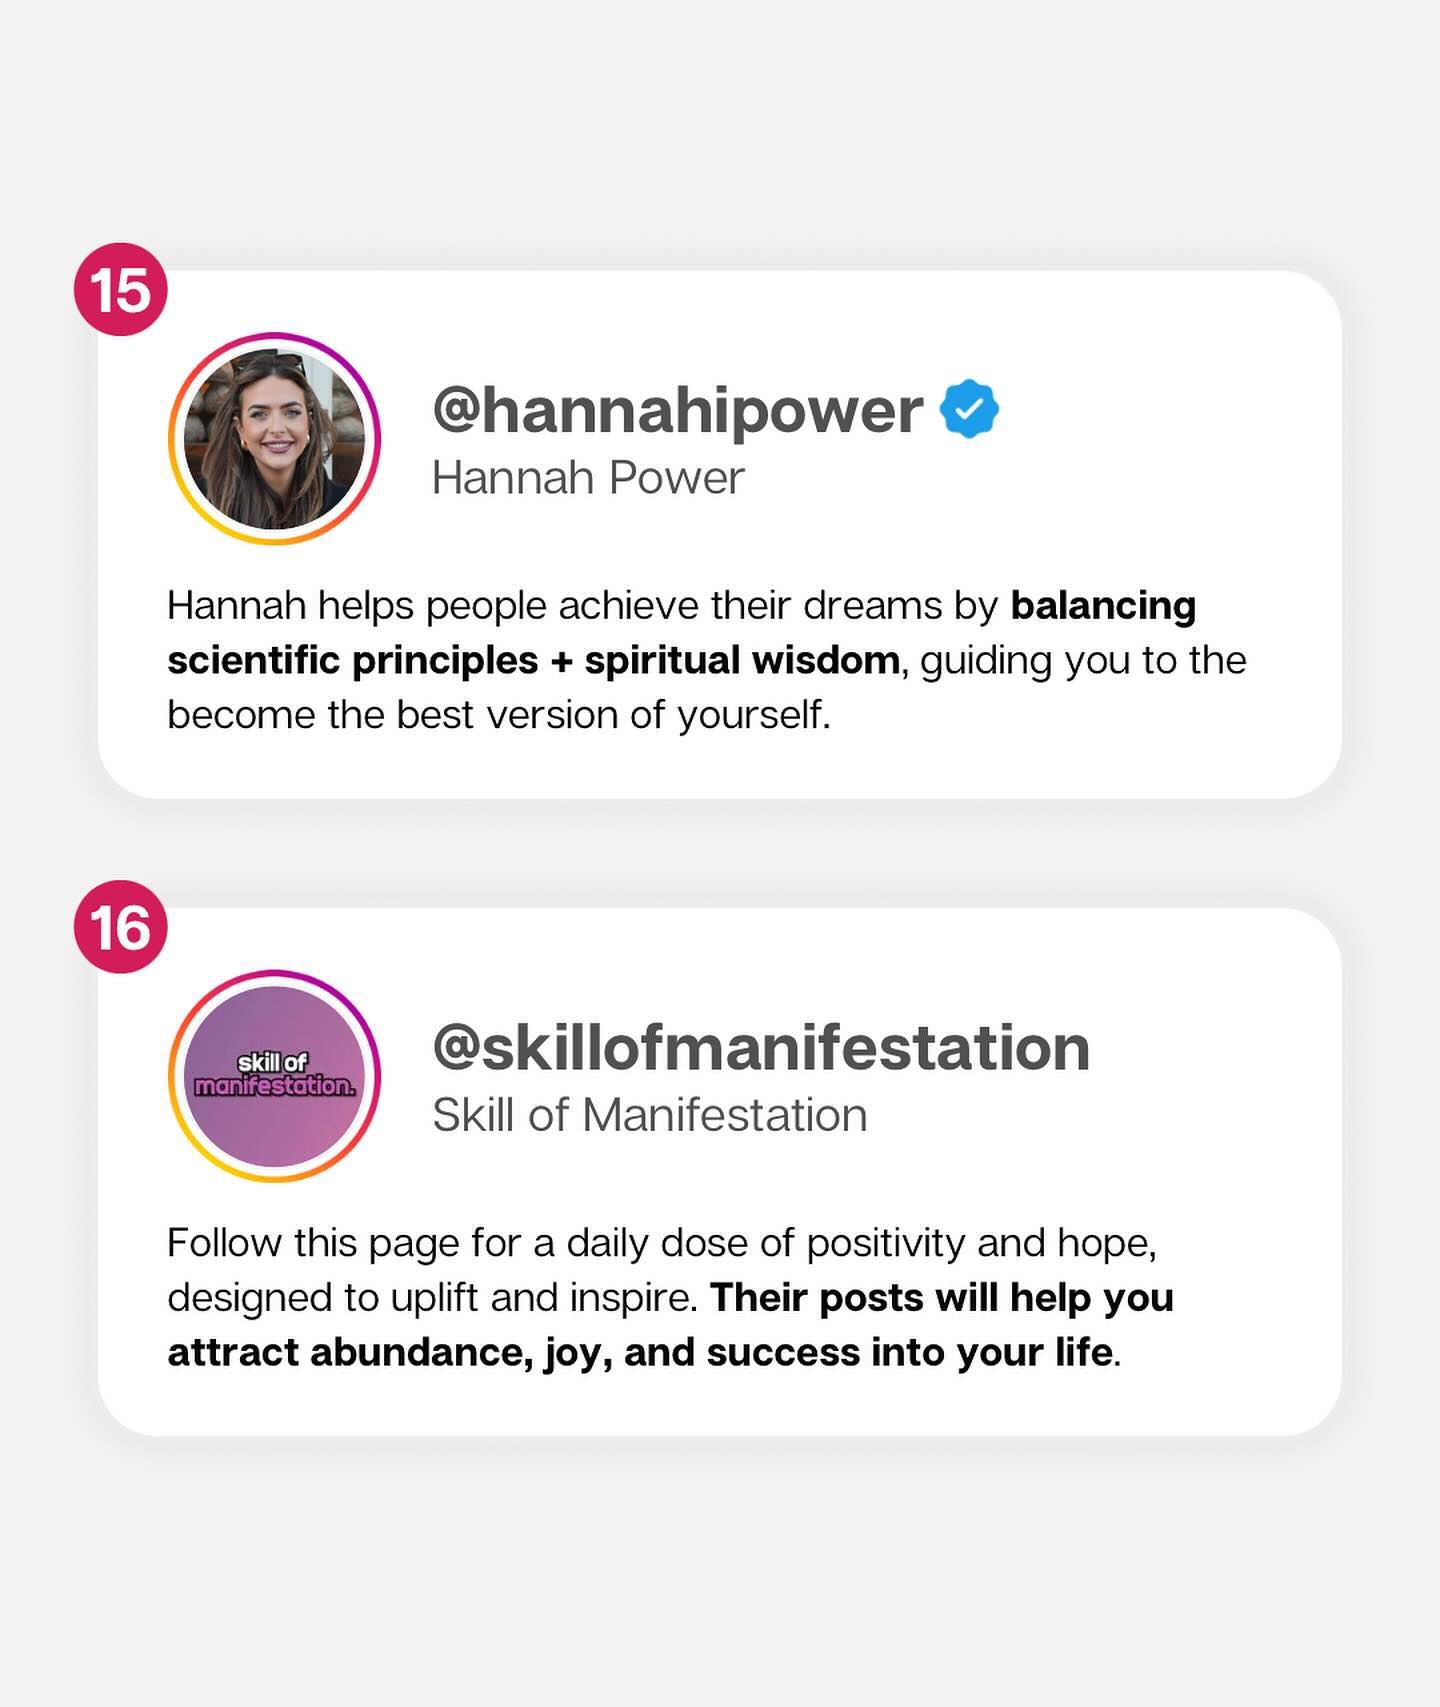 15
@hannahipower
Hannah Power
Hannah helps people achieve their dreams by balancing
scientific principles + spiritual wisdom, guiding you to the
become the best version of yourself.
16
skill of
manifestation.
@skillofmanifestation
Skill of Manifestation
Follow this page for a daily dose of positivity and hope,
designed to uplift and inspire. Their posts will help you
attract abundance, joy, and success into your life.